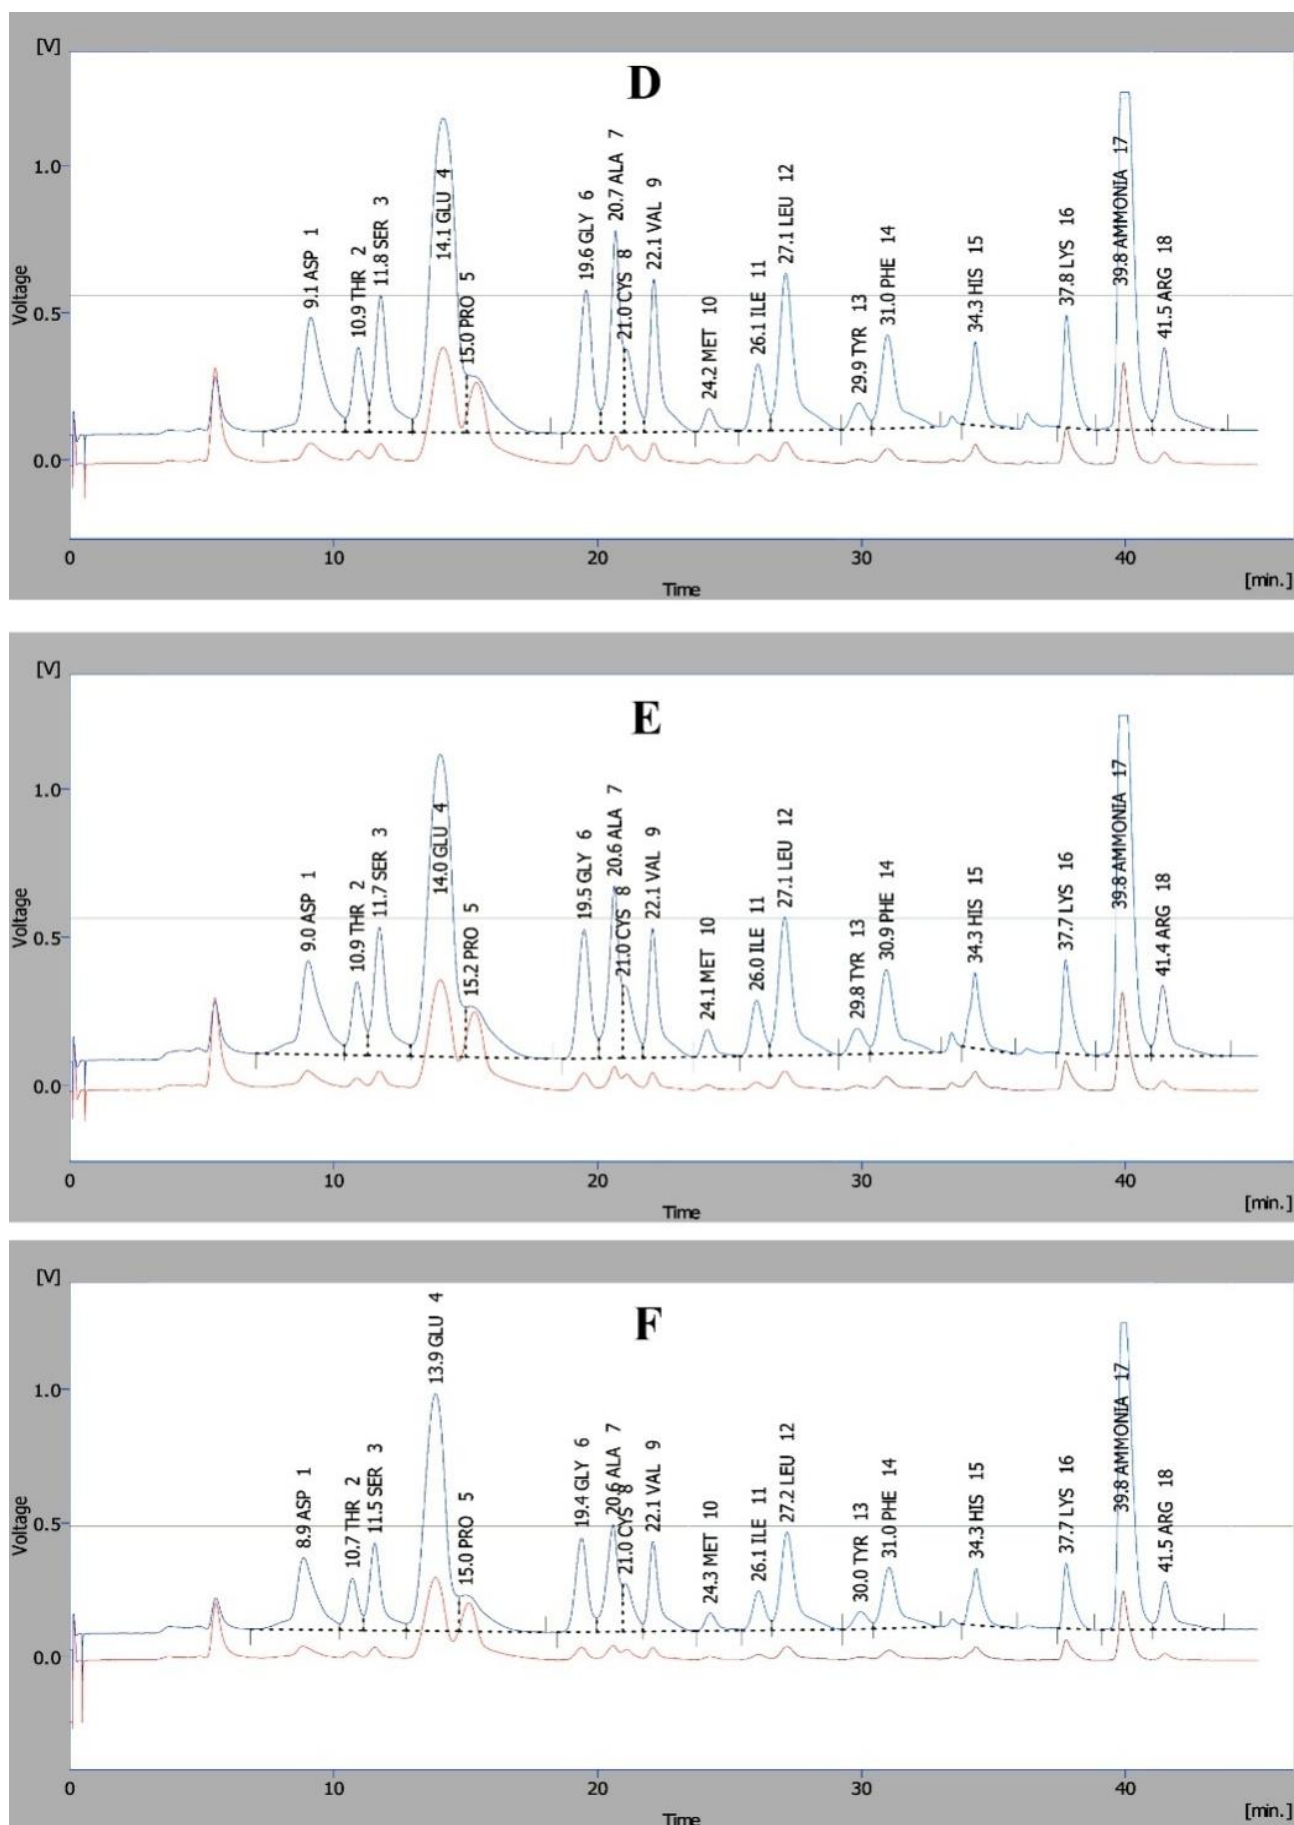 [V]
D
1.0
0.5
0.0
Voltage
9.1 ASP 1
10.9 THR 2
11.8 SER 3
14.1 GLU 4
15.0 PRO 5
19.6 GLY 6
20.7 ALA 7
21.0 CYS 8
22.1 VAL 9
24.2 MET 10
26.1 ILE 11
27.1 LEU 12
29.9 TYR 13
31.0 PHE 14
34.3 HIS 15
37.8 LYS 16
39.8 AMMONIA 17
41.5 ARG 18
0 10 20 30 40
Time
[min.]
[V]
E
1.0
0.5
0.0
Voltage
9.0 ASP 1
10.9 THR 2
11.7 SER 3
14.0 GLU 4
15.2 PRO 5
19.5 GLY 6
20.6 ALA 7
21.0 CYS 8
22.1 VAL 9
24.1 MET 10
26.0 ILE 11
27.1 LEU 12
29.8 TYR 13
30.9 PHE 14
34.3 HIS 15
37.7 LYS 16
39.8 AMMONIA 17
41.4 ARG 18
0 10 20 30 40
Time
[min.]
[V]
F
1.0
0.5
0.0
Voltage
8.9 ASP 1
10.7 THR 2
11.5 SER 3
13.9 GLU 4
15.0 PRO 5
19.4 GLY 6
20.6 ALA 7
21.0 CYS 8
22.1 VAL 9
24.3 MET 10
26.1 ILE 11
27.2 LEU 12
30.0 TYR 13
31.0 PHE 14
34.3 HIS 15
37.7 LYS 16
39.8 AMMONIA 17
41.5 ARG 18
0 10 20 30 40
Time
[min.]